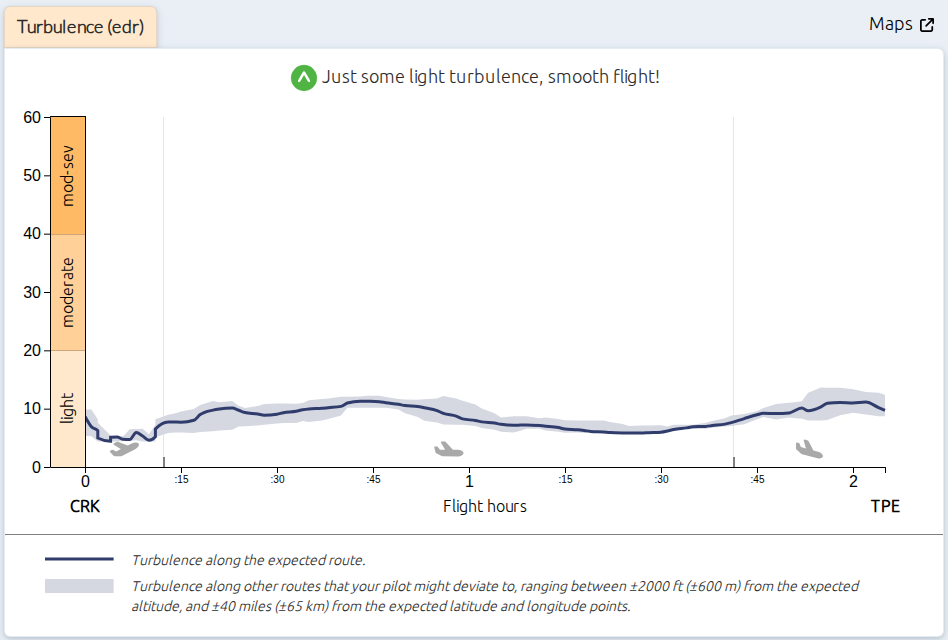 Turbulence (edr)
Maps
Just some light turbulence, smooth flight!
60
50
40
30
20
10
0
mod-sev
moderate
light
0
:15
:30
:45
1
:15
:30
:45
2
CRK
Flight hours
TPE
Turbulence along the expected route.
Turbulence along other routes that your pilot might deviate to, ranging between ±2000 ft (±600 m) from the expected
altitude, and ±40 miles (±65 km) from the expected latitude and longitude points.